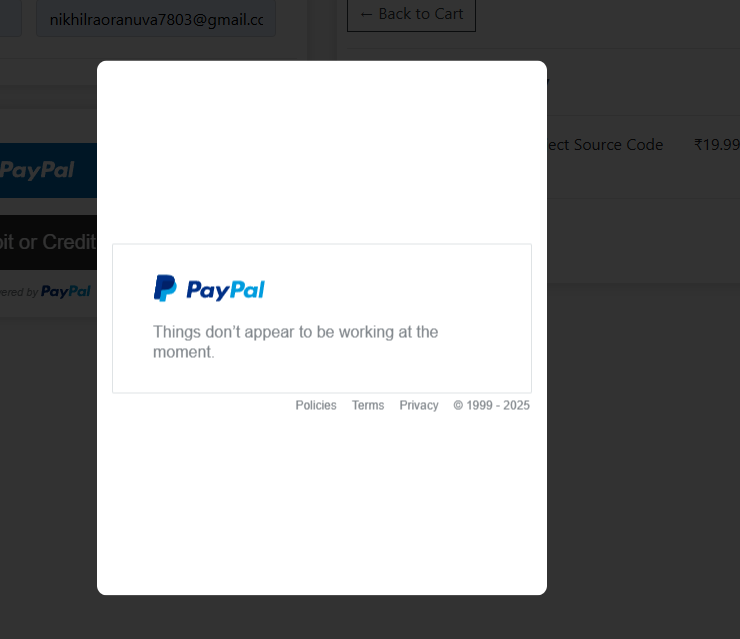 nikhilraoranuva7803@gmail.cc
← Back to Cart
PayPal
ect Source Code ₹19.99
bit or Credit
ered by PayPal
PayPal
Things don't appear to be working at the
moment.
Policies Terms Privacy © 1999 - 2025